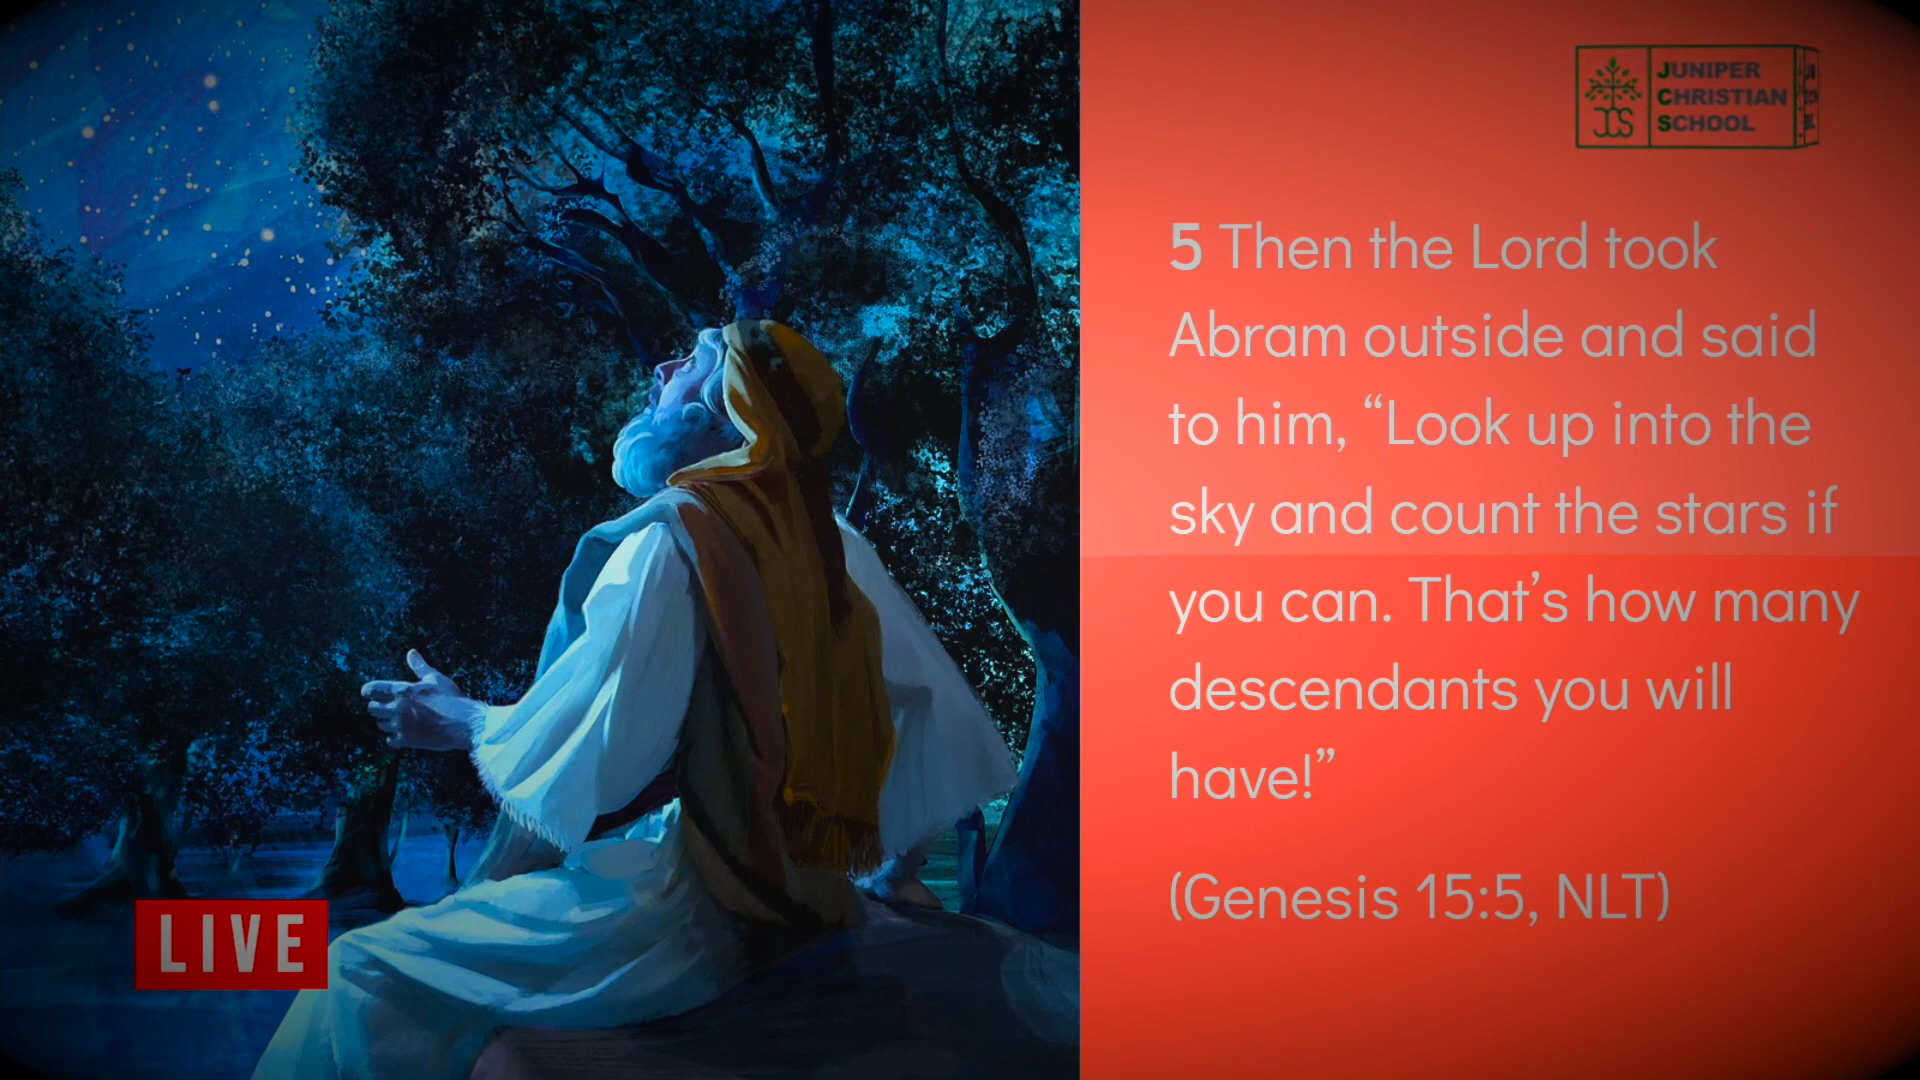 JUNIPER
CHRISTIAN
SCHOOL
JCS
5 Then the Lord took
Abram outside and said
to him, “Look up into the
sky and count the stars if
you can. That’s how many
descendants you will
have!”
(Genesis 15:5, NLT)
LIVE